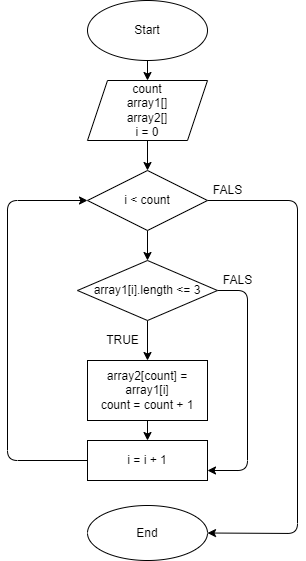 Start
count
array1[]
array2[]
i = 0
i < count
FALS
array1[i].length <= 3
FALS
TRUE
array2[count] =
array1[i]
count = count + 1
i = i + 1
End